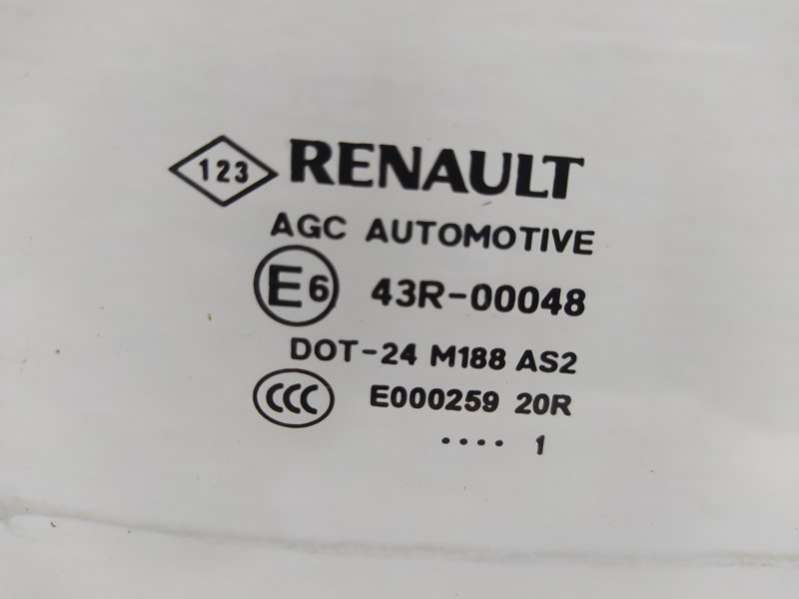 123 RENAULT
AGC AUTOMOTIVE
E6 43R-00048
DOT-24 M188 AS2
CCC E000259 20R
.... 1